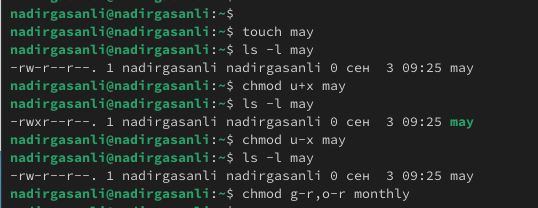 nadirgasanli@nadirgasanli:~$
nadirgasanli@nadirgasanli:~$ touch may
nadirgasanli@nadirgasanli:~$ ls -l may
-rw-r--r--. 1 nadirgasanli nadirgasanli 0 сен  3 09:25 may
nadirgasanli@nadirgasanli:~$ chmod u+x may
nadirgasanli@nadirgasanli:~$ ls -l may
-rwxr--r--. 1 nadirgasanli nadirgasanli 0 сен  3 09:25 may
nadirgasanli@nadirgasanli:~$ chmod u-x may
nadirgasanli@nadirgasanli:~$ ls -l may
-rw-r--r--. 1 nadirgasanli nadirgasanli 0 сен  3 09:25 may
nadirgasanli@nadirgasanli:~$ chmod g-r,o-r monthly